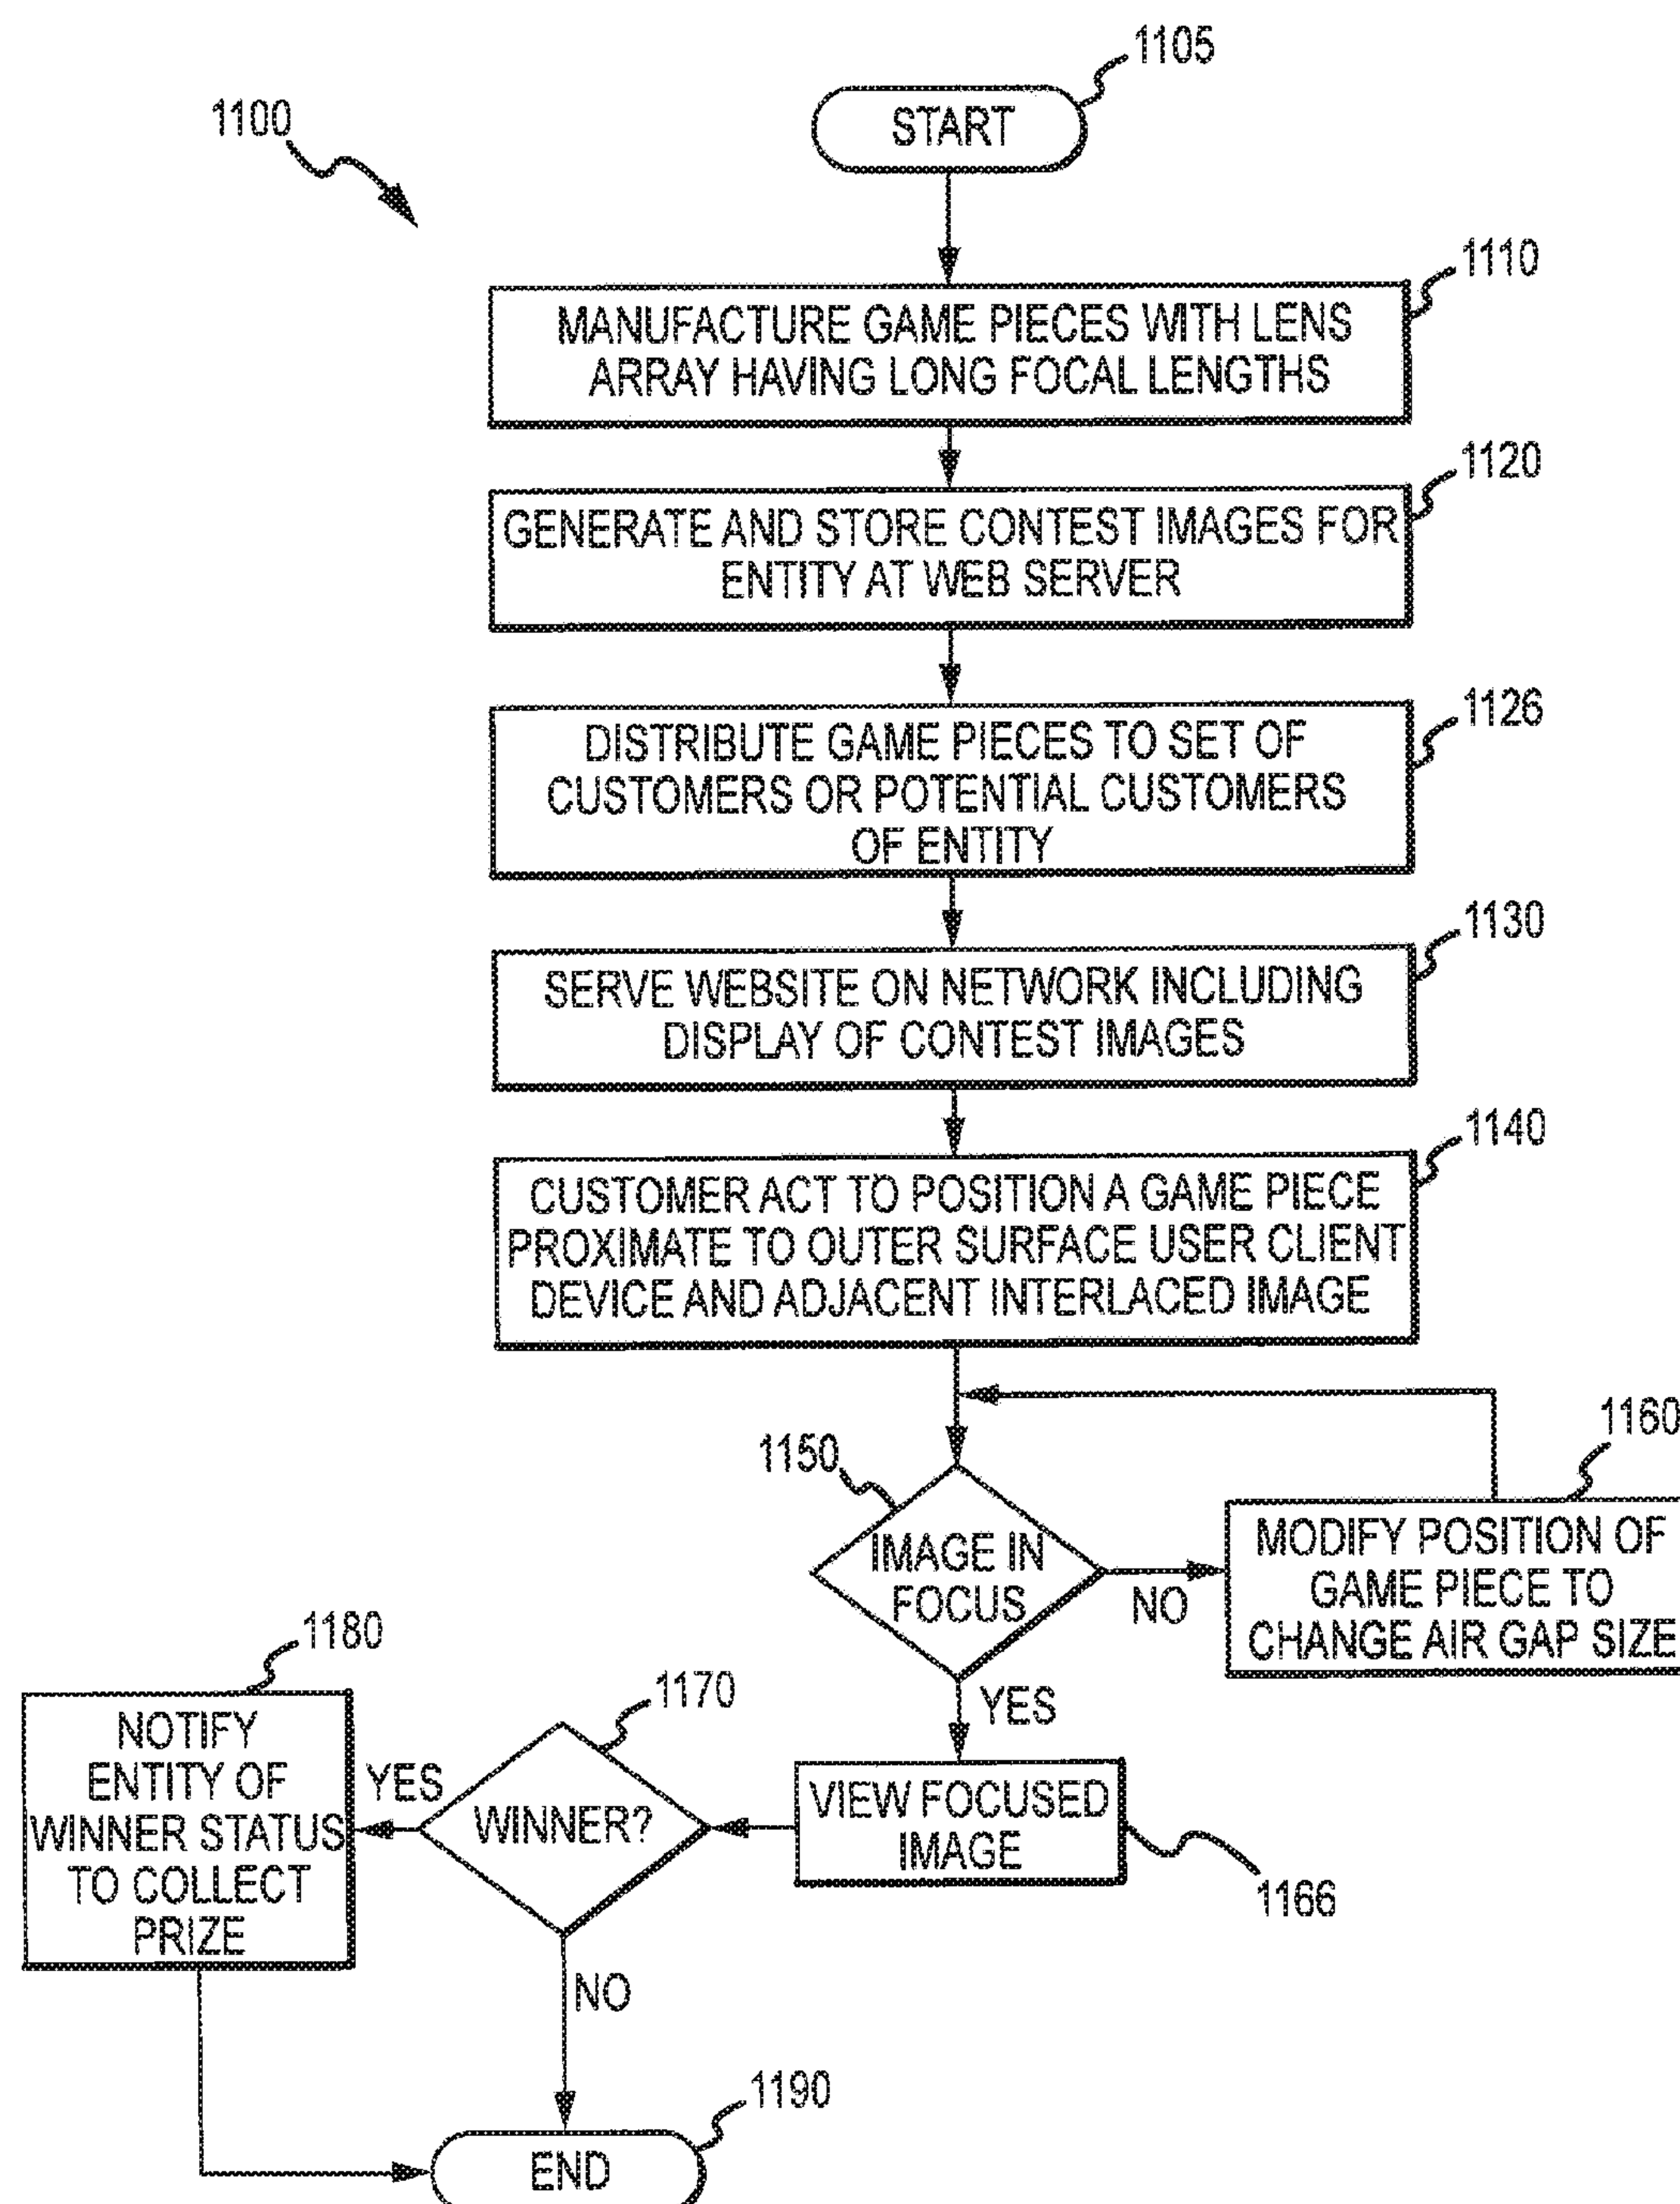 1105
START
1100
1110
MANUFACTURE GAME PIECES WITH LENS
ARRAY HAVING LONG FOCAL LENGTHS
1120
GENERATE AND STORE CONTEST IMAGES FOR
ENTITY AT WEB SERVER
1126
DISTRIBUTE GAME PIECES TO SET OF
CUSTOMERS OR POTENTIAL CUSTOMERS
OF ENTITY
1130
SERVE WEBSITE ON NETWORK INCLUDING
DISPLAY OF CONTEST IMAGES
1140
CUSTOMER ACT TO POSITION A GAME PIECE
PROXIMATE TO OUTER SURFACE USER CLIENT
DEVICE AND ADJACENT INTERLACED IMAGE
1150
IMAGE IN
FOCUS
NO
1160
MODIFY POSITION OF
GAME PIECE TO
CHANGE AIR GAP SIZE
YES
VIEW FOCUSED
IMAGE
1166
1170
WINNER?
YES
1180
NOTIFY
ENTITY OF
WINNER STATUS
TO COLLECT
PRIZE
NO
1190
END